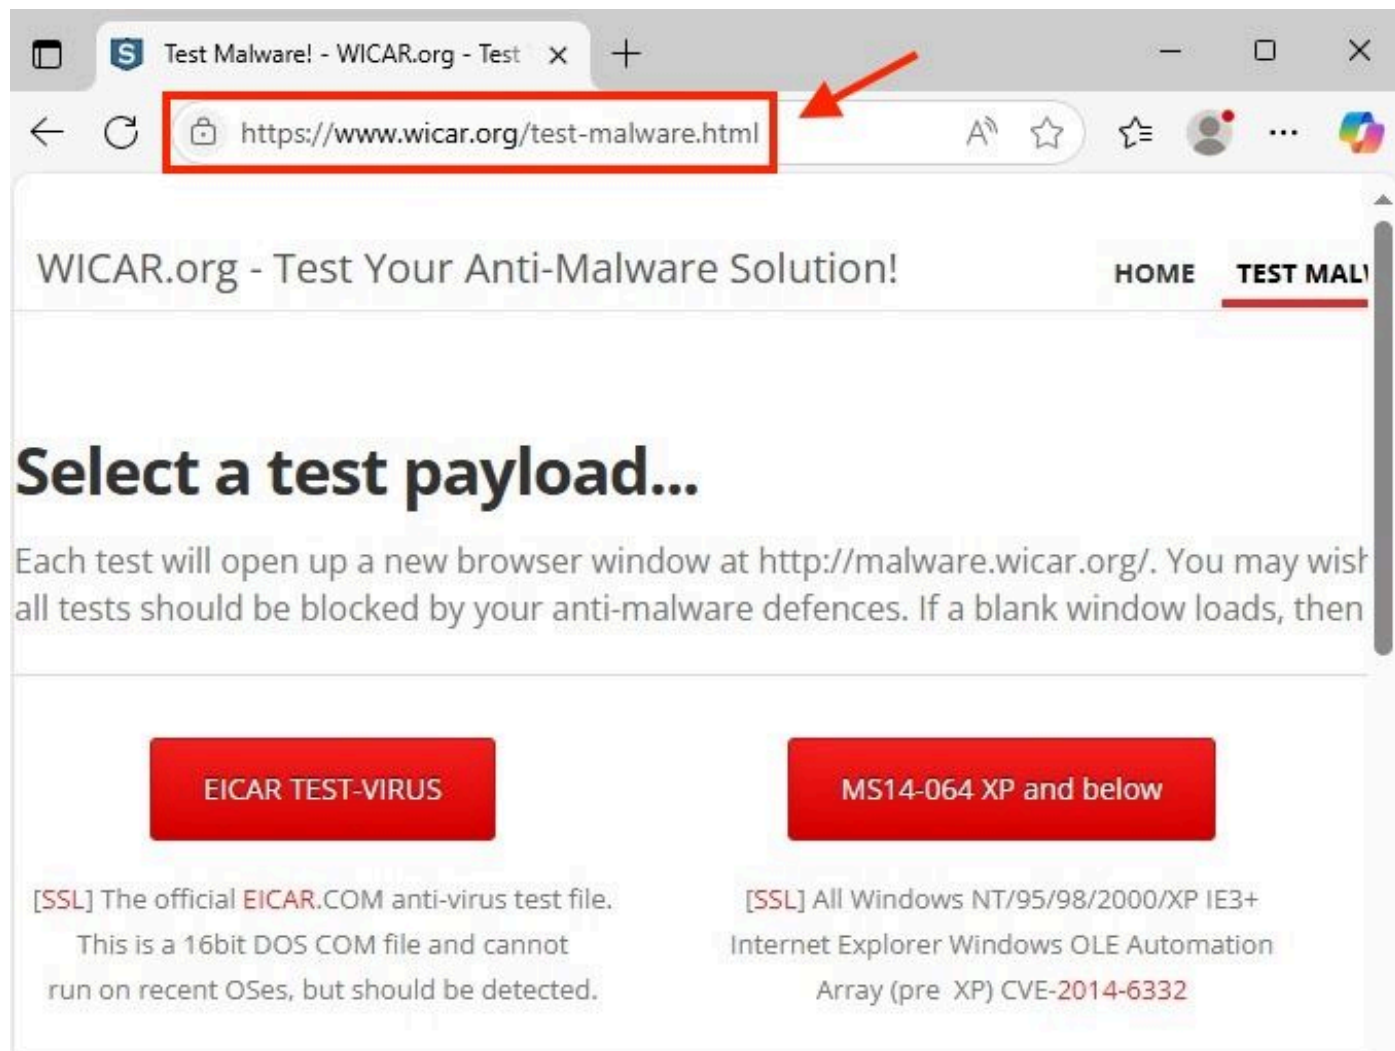 Test Malware! - WICAR.org - Test
https://www.wicar.org/test-malware.html
WICAR.org - Test Your Anti-Malware Solution!
HOME TEST MALW
Select a test payload...
Each test will open up a new browser window at http://malware.wicar.org/. You may wish
all tests should be blocked by your anti-malware defences. If a blank window loads, then
EICAR TEST-VIRUS
[SSL] The official EICAR.COM anti-virus test file.
This is a 16bit DOS COM file and cannot
run on recent OSes, but should be detected.
MS14-064 XP and below
[SSL] All Windows NT/95/98/2000/XP IE3+
Internet Explorer Windows OLE Automation
Array (pre XP) CVE-2014-6332